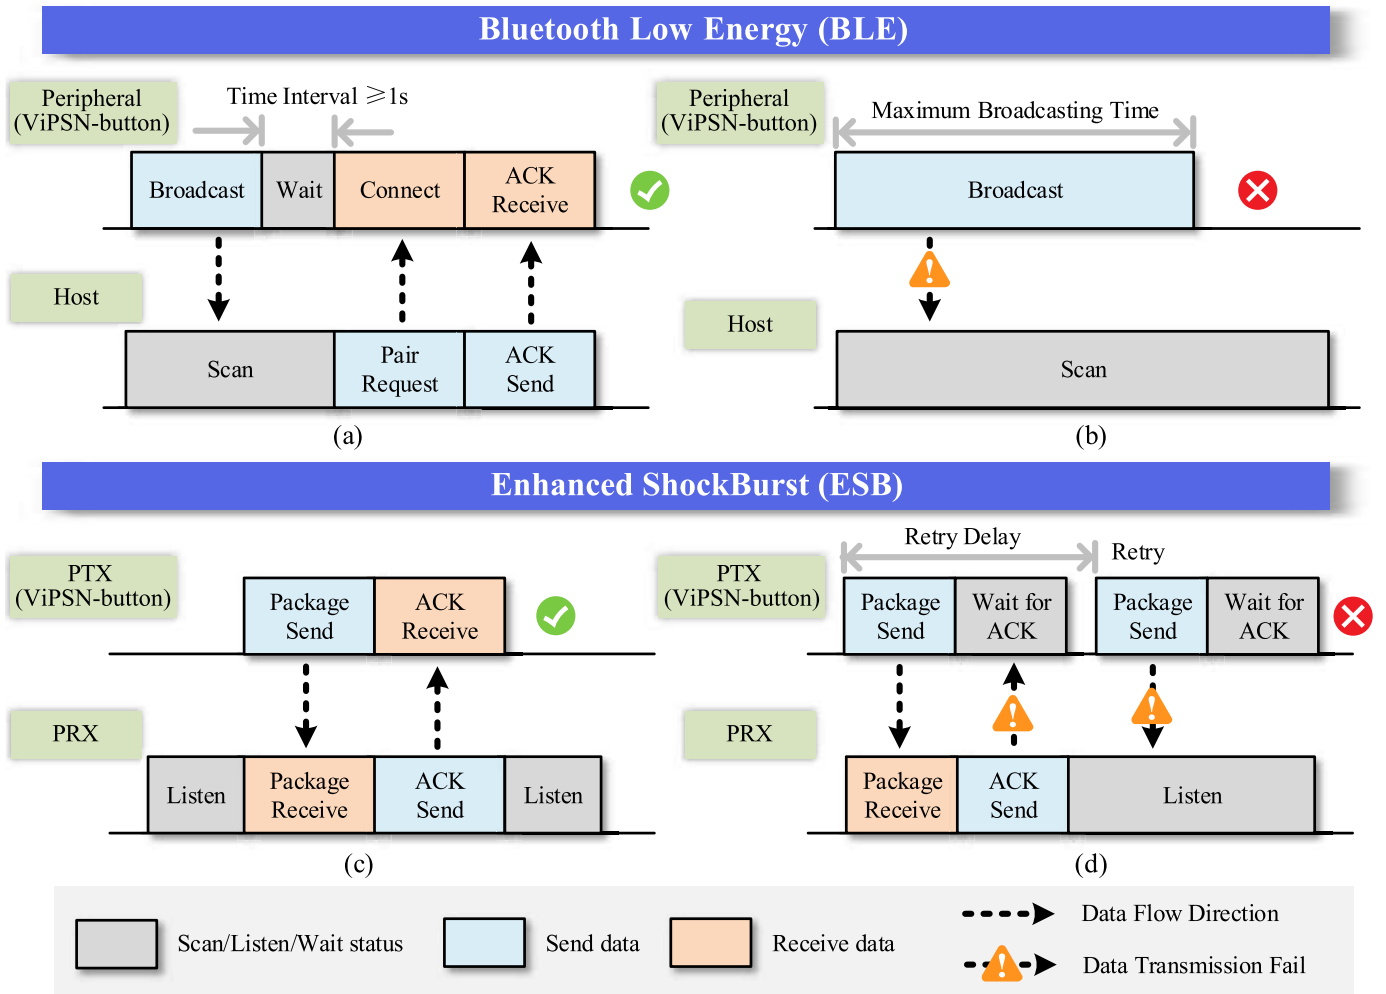 Bluetooth Low Energy (BLE)
Peripheral
(ViPSN-button)
Time Interval ≥1s
Broadcast
Wait
Connect
ACK
Receive
Host
Scan
Pair
Request
ACK
Send
(a)
Peripheral
(ViPSN-button)
Maximum Broadcasting Time
Broadcast
Host
Scan
(b)
Enhanced ShockBurst (ESB)
PTX
(ViPSN-button)
Package
Send
ACK
Receive
PRX
Listen
Package
Receive
ACK
Send
Listen
(c)
PTX
(ViPSN-button)
Retry Delay
Retry
Package
Send
Wait for
ACK
Package
Send
Wait for
ACK
PRX
Package
Receive
ACK
Send
Listen
(d)
Scan/Listen/Wait status
Send data
Receive data
Data Flow Direction
Data Transmission Fail